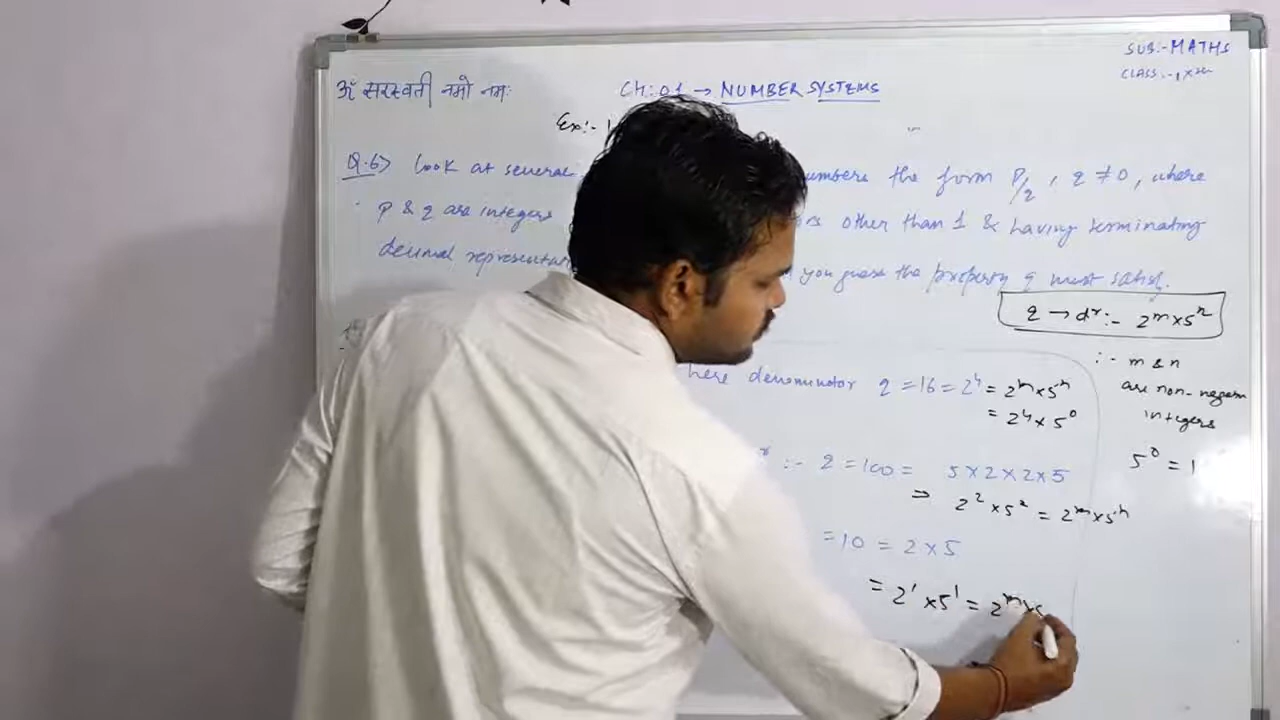 SUB:- MATHS
ॐ सरस्वती नमो नमः CH:01 → NUMBER SYSTEMS
CLASS:- IXth
Ex:- 1
Q.6> Look at several umbers the form P/q, q ≠ 0, where
p & q are integers other than 1 & having terminating
decimal you guess the property q must satisfy.
q → dr:- 2^m × 5^n
:- m & n
here denominator q = 16 = 2^4 = 2^m × 5^n
are non-negative
= 2^4 × 5^0
integers
5^0 = 1
:- q = 100 = 5 × 2 × 2 × 5
⇒ 2^2 × 5^2 = 2^m × 5^n
= 10 = 2 × 5
= 2^1 × 5^1 = 2^m × 5